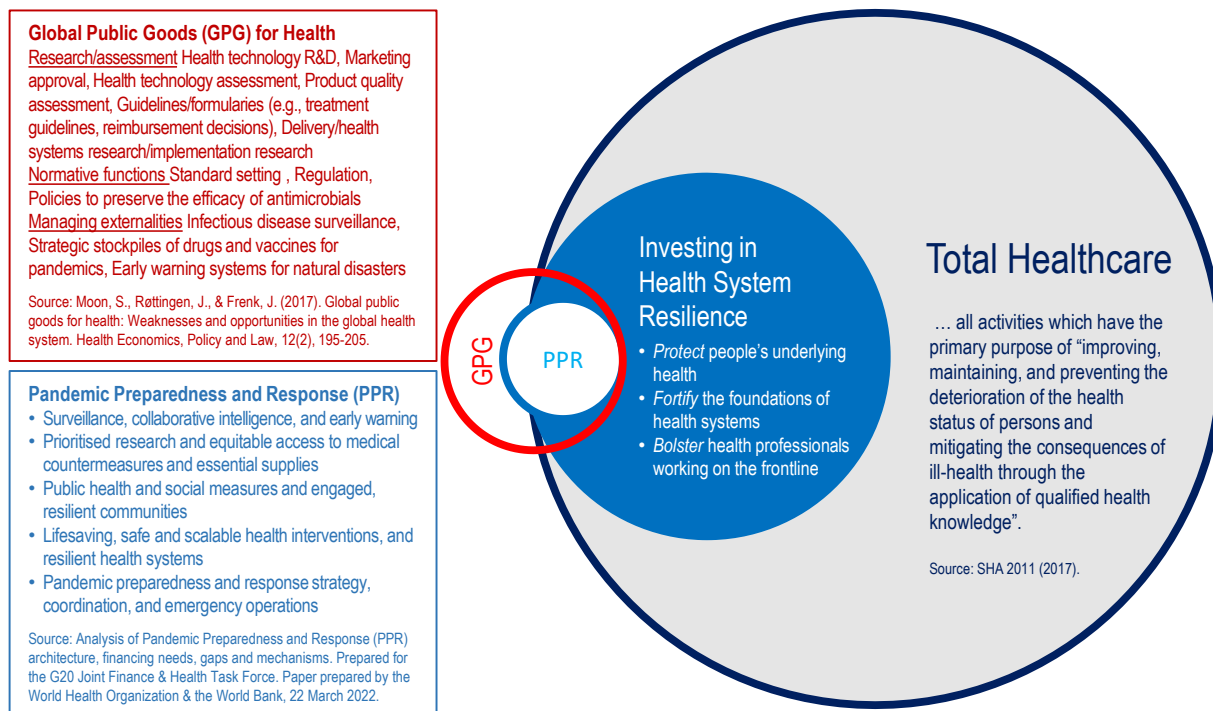 Global Public Goods (GPG) for Health
Research/assessment Health technology R&D, Marketing
approval, Health technology assessment, Product quality
assessment, Guidelines/formularies (e.g., treatment
guidelines, reimbursement decisions), Delivery/health
systems research/implementation research
Normative functions Standard setting , Regulation,
Policies to preserve the efficacy of antimicrobials
Managing externalities Infectious disease surveillance,
Strategic stockpiles of drugs and vaccines for
pandemics, Early warning systems for natural disasters
Source: Moon, S., Røttingen, J., & Frenk, J. (2017). Global public
goods for health: Weaknesses and opportunities in the global health
system. Health Economics, Policy and Law, 12(2), 195-205.
Pandemic Preparedness and Response (PPR)
• Surveillance, collaborative intelligence, and early warning
• Prioritised research and equitable access to medical
countermeasures and essential supplies
• Public health and social measures and engaged,
resilient communities
• Lifesaving, safe and scalable health interventions, and
resilient health systems
• Pandemic preparedness and response strategy,
coordination, and emergency operations
Source: Analysis of Pandemic Preparedness and Response (PPR)
architecture, financing needs, gaps and mechanisms. Prepared for
the G20 Joint Finance & Health Task Force. Paper prepared by the
World Health Organization & the World Bank, 22 March 2022.
GPG
PPR
Investing in
Health System
Resilience
• Protect people's underlying
health
• Fortify the foundations of
health systems
• Bolster health professionals
working on the frontline
Total Healthcare
… all activities which have the
primary purpose of “improving,
maintaining, and preventing the
deterioration of the health
status of persons and
mitigating the consequences of
ill-health through the
application of qualified health
knowledge”.
Source: SHA 2011 (2017).